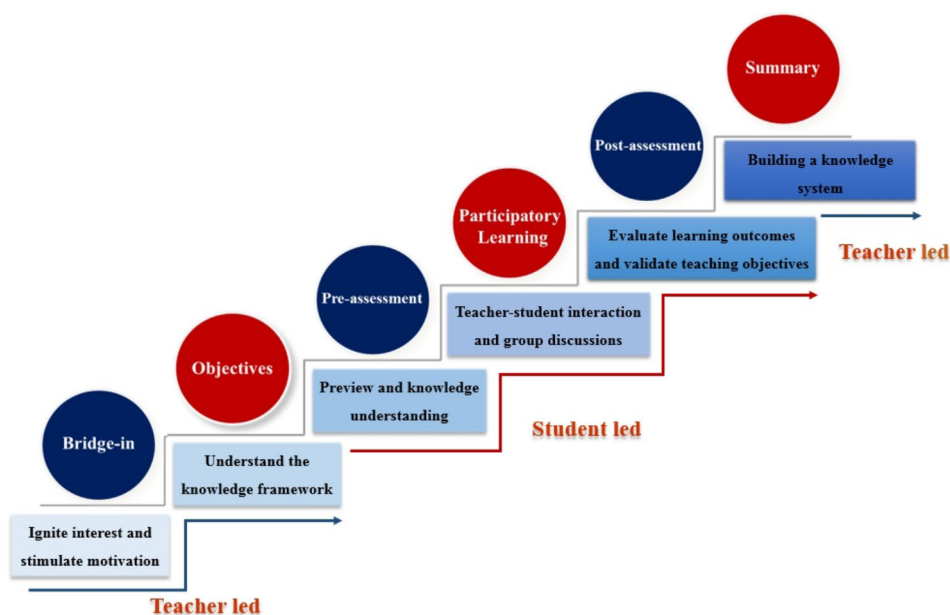 Bridge-in
Ignite interest and
stimulate motivation
Objectives
Understand the
knowledge framework
Teacher led
Pre-assessment
Preview and knowledge
understanding
Participatory
Learning
Teacher-student interaction
and group discussions
Post-assessment
Evaluate learning outcomes
and validate teaching objectives
Student led
Summary
Building a knowledge
system
Teacher led